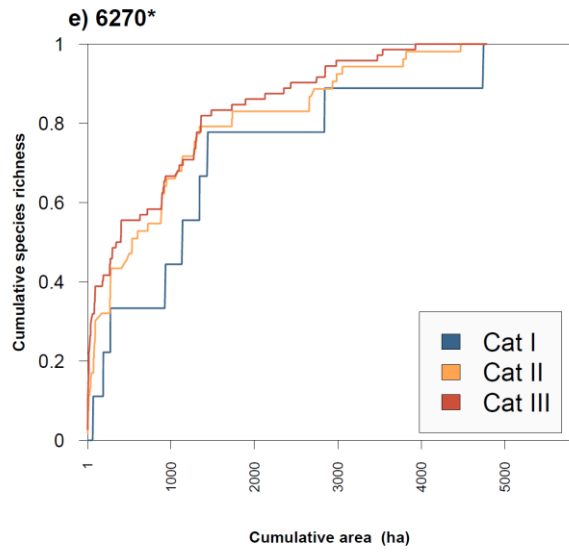 e) 6270*
Cumulative species richness
1
0.8
0.6
0.4
0.2
0
Cat I
Cat II
Cat III
1
1000
2000
3000
4000
5000
Cumulative area (ha)